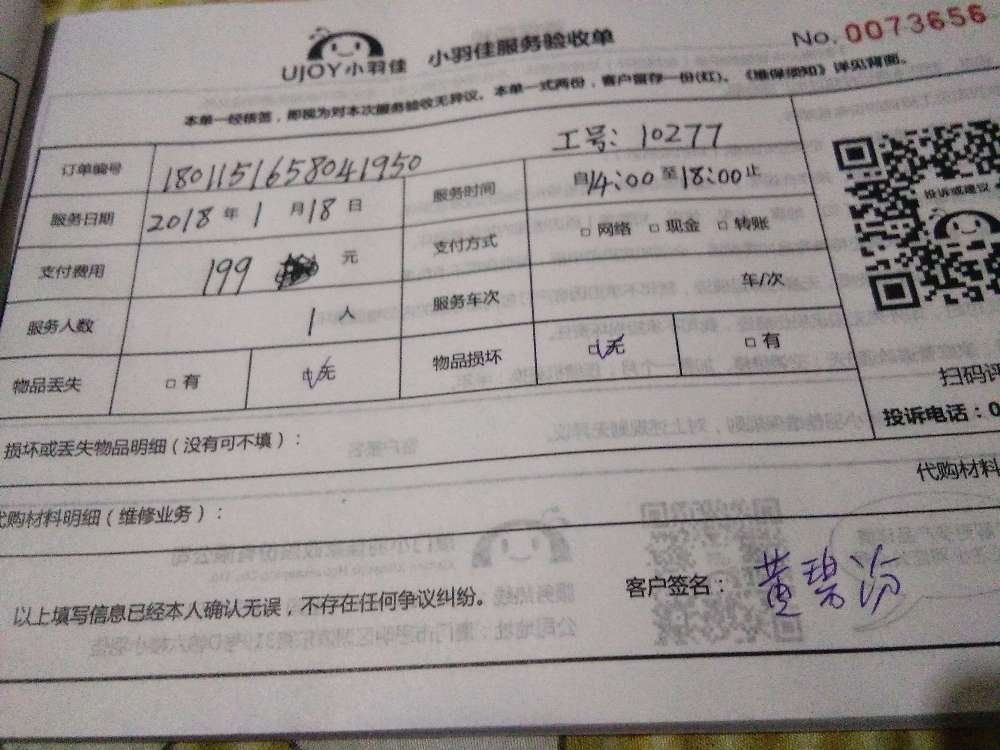 UJOY小羽佳 小羽佳服务验收单 No. 0073656
本单一经核签，即视为对本次服务验收无异议。本单一式两份，客户留存一份(红)。《维保须知》详见背面。
工号: 10277
订单编号 1801151658041950
服务日期 2018年1月18日 服务时间 自14:00至18:00止
支付费用 199 元 支付方式 □网络 □现金 □转账
服务人数 1人 服务车次 车/次
物品丢失 □有 □无 物品损坏 □无 □有
投诉或建议
扫码评
投诉电话：0
损坏或丢失物品明细（没有可不填）：
代购材料
代购材料明细（维修业务）：
以上填写信息已经本人确认无误，不存在任何争议纠纷。 客户签名：黄碧汾